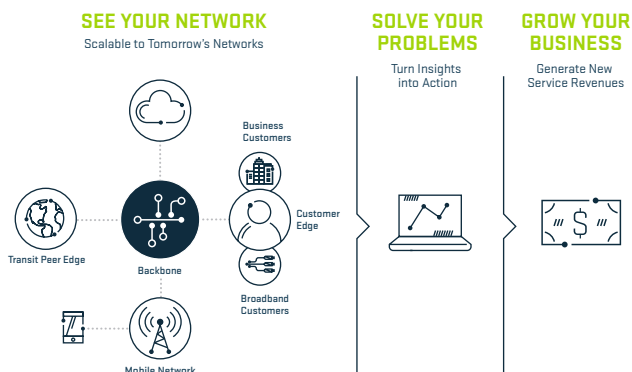 SEE YOUR NETWORK
Scalable to Tomorrow's Networks
Business
Customers
Customer
Edge
Transit Peer Edge
Backbone
Broadband
Customers
Mobile Network
SOLVE YOUR
PROBLEMS
Turn Insights
into Action
GROW YOUR
BUSINESS
Generate New
Service Revenues
$